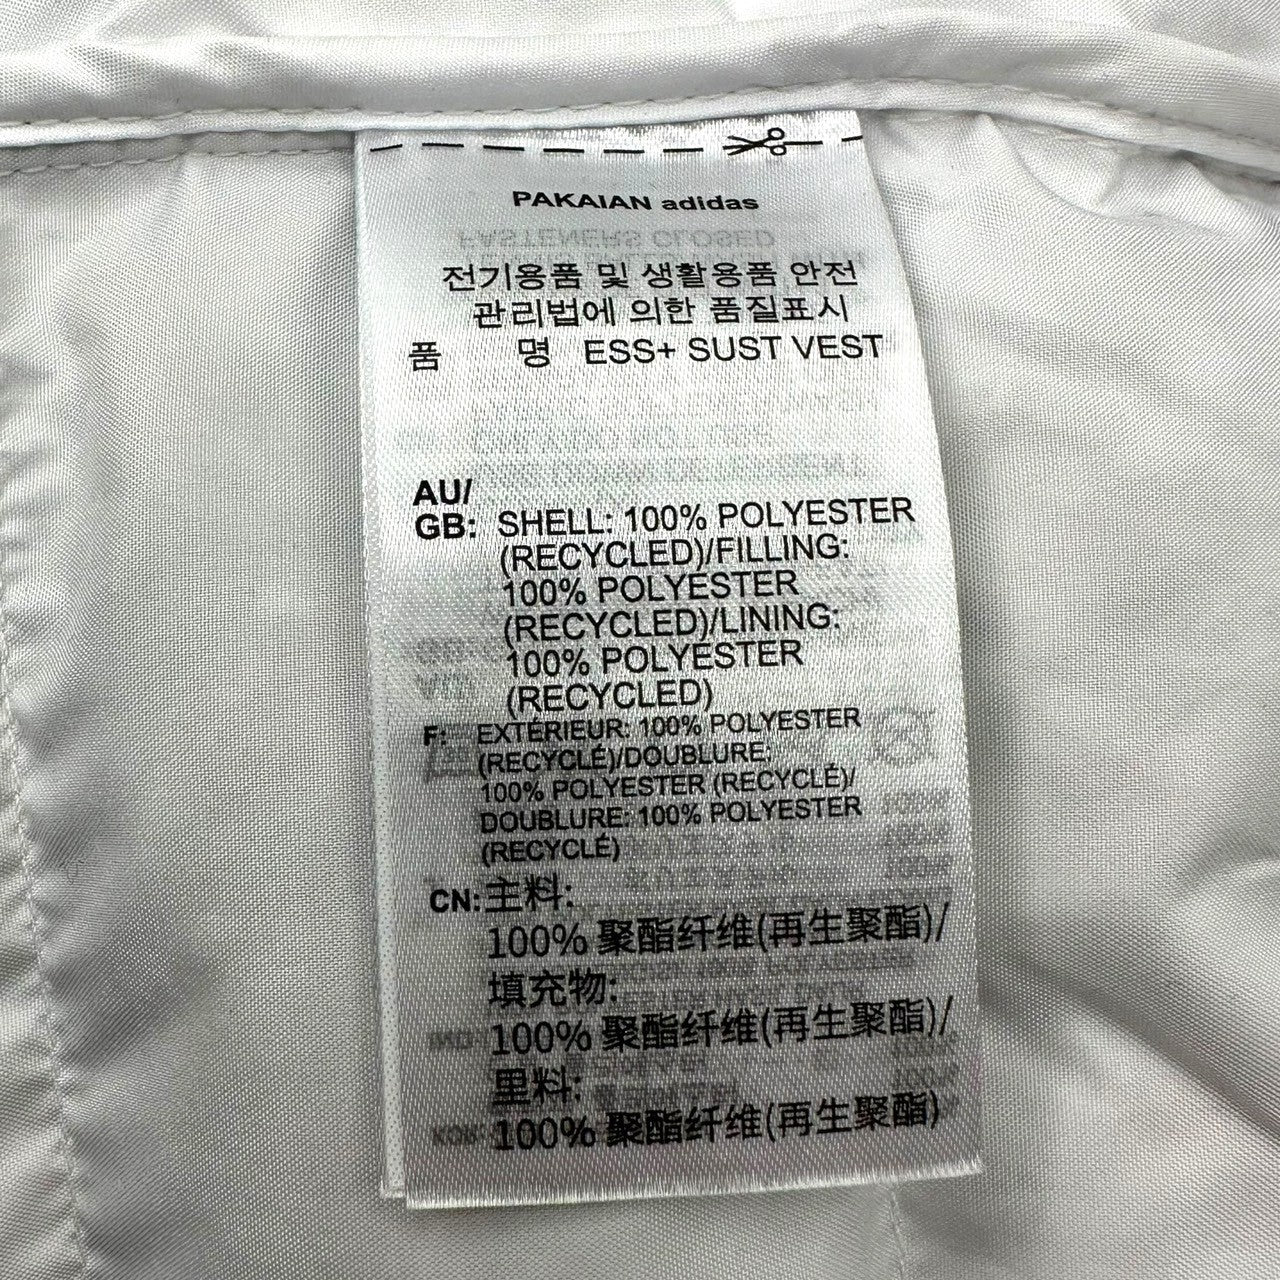 PAKAIAN adidas
전기용품 및 생활용품 안전
관리법에 의한 품질표시
품 명 ESS+ SUST VEST
AU/
GB: SHELL: 100% POLYESTER
(RECYCLED)/FILLING:
100% POLYESTER
(RECYCLED)/LINING:
100% POLYESTER
(RECYCLED)
F: EXTÉRIEUR: 100% POLYESTER
(RECYCLÉ)/DOUBLURE:
100% POLYESTER (RECYCLÉ)/
DOUBLURE: 100% POLYESTER
(RECYCLÉ)
CN: 主料:
100% 聚酯纤维(再生聚酯)/
填充物:
100% 聚酯纤维(再生聚酯)/
里料:
100% 聚酯纤维(再生聚酯)